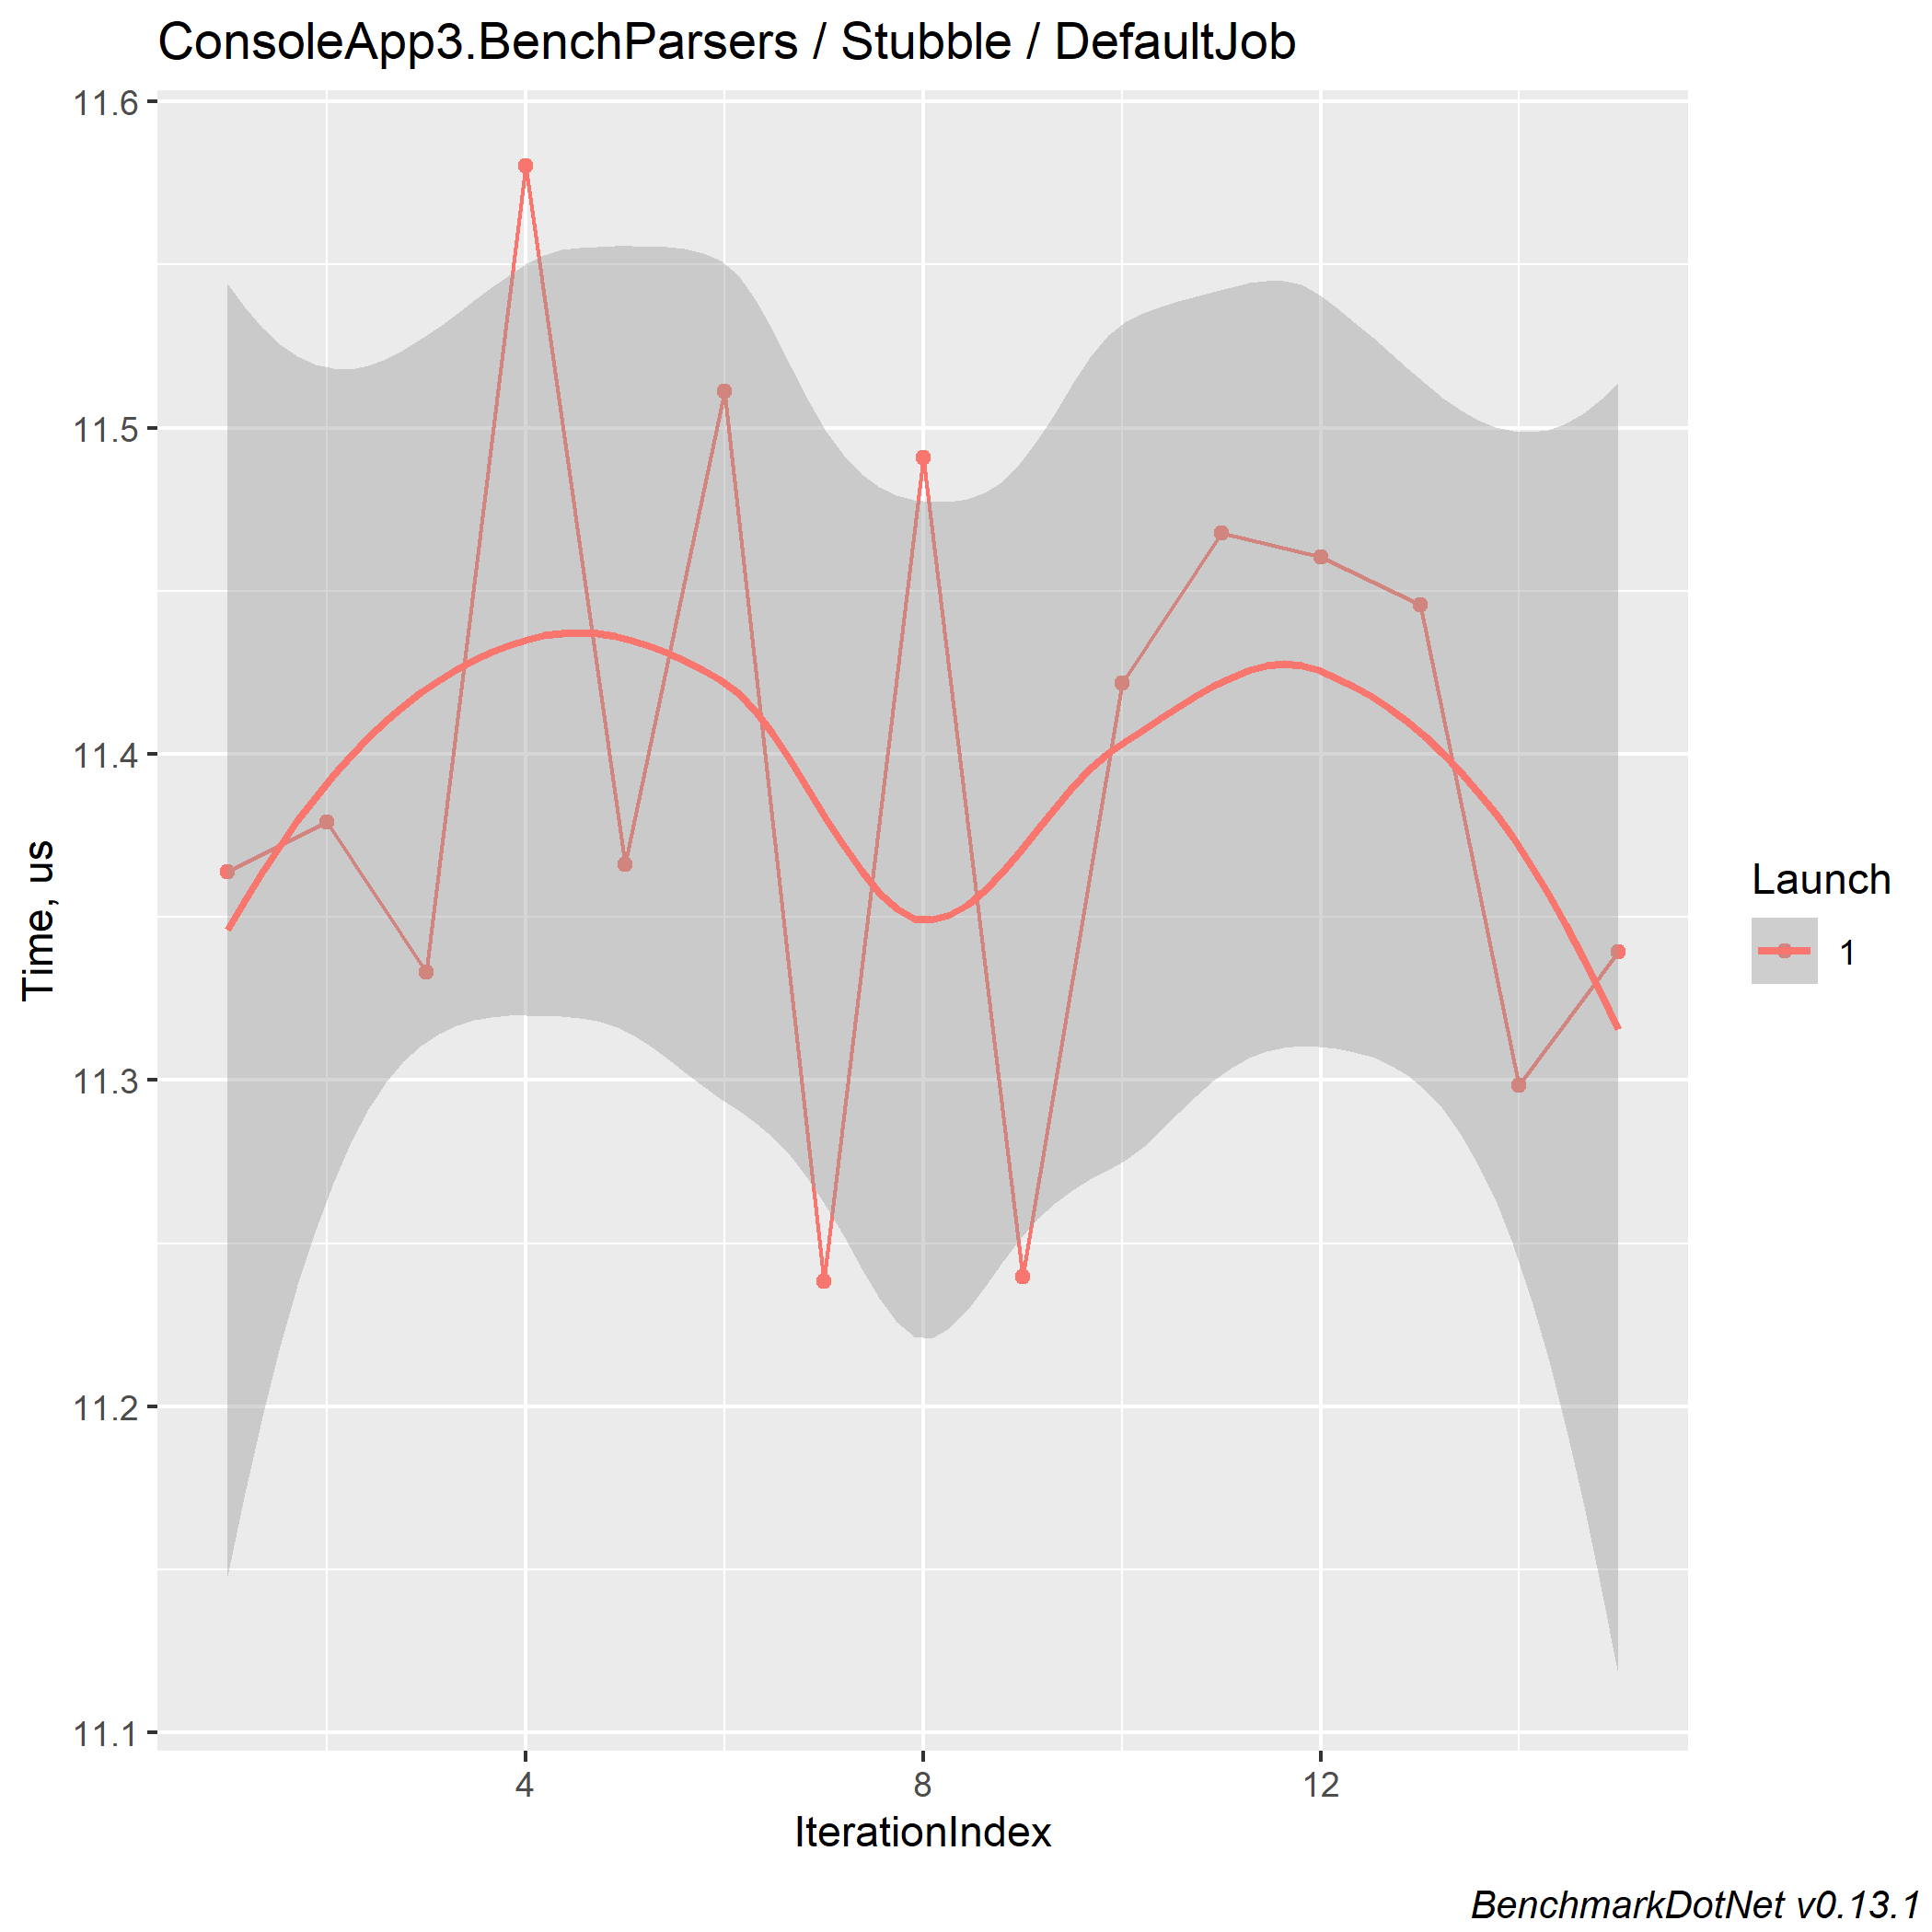 ConsoleApp3.BenchParsers / Stubble / DefaultJob
11.6
11.5
11.4
11.3
11.2
11.1
Time, us
4 8 12
IterationIndex
Launch
1
BenchmarkDotNet v0.13.1